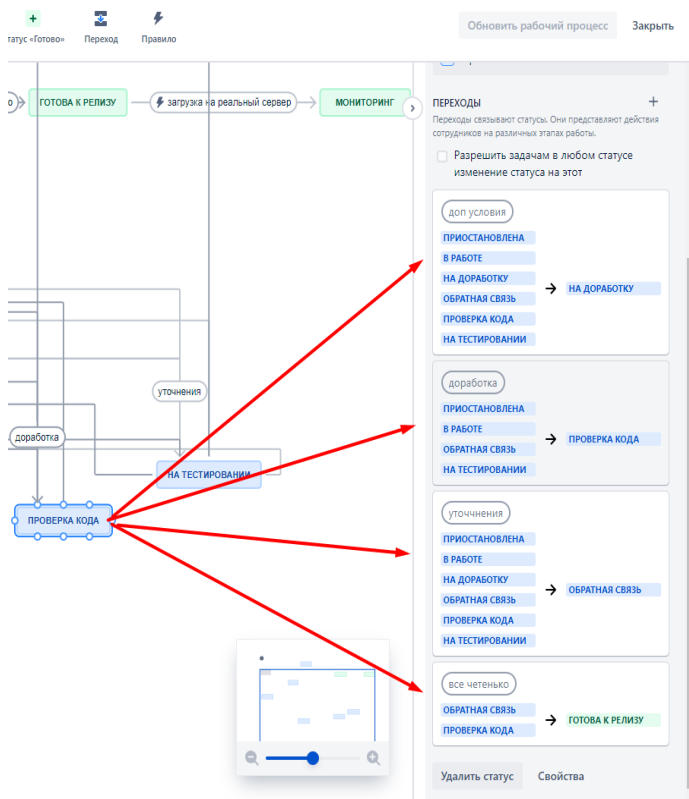 татус «Готово»
Переход
Правило
Обновить рабочий процесс
Закрыть
о
ГОТОВА К РЕЛИЗУ
загрузка на реальный сервер
МОНИТОРИНГ
уточнения
доработка
НА ТЕСТИРОВАНИИ
ПРОВЕРКА КОДА
ПЕРЕХОДЫ
Переходы связывают статусы. Они представляют действия
сотрудников на различных этапах работы.
Разрешить задачам в любом статусе
изменение статуса на этот
доп условия
ПРИОСТАНОВЛЕНА
В РАБОТЕ
НА ДОРАБОТКУ
ОБРАТНАЯ СВЯЗЬ
ПРОВЕРКА КОДА
НА ТЕСТИРОВАНИИ
→ НА ДОРАБОТКУ
доработка
ПРИОСТАНОВЛЕНА
В РАБОТЕ
ОБРАТНАЯ СВЯЗЬ
НА ТЕСТИРОВАНИИ
→ ПРОВЕРКА КОДА
уточнения
ПРИОСТАНОВЛЕНА
В РАБОТЕ
НА ДОРАБОТКУ
ОБРАТНАЯ СВЯЗЬ
ПРОВЕРКА КОДА
НА ТЕСТИРОВАНИИ
→ ОБРАТНАЯ СВЯЗЬ
все четенько
ОБРАТНАЯ СВЯЗЬ
ПРОВЕРКА КОДА
→ ГОТОВА К РЕЛИЗУ
Удалить статус
Свойства